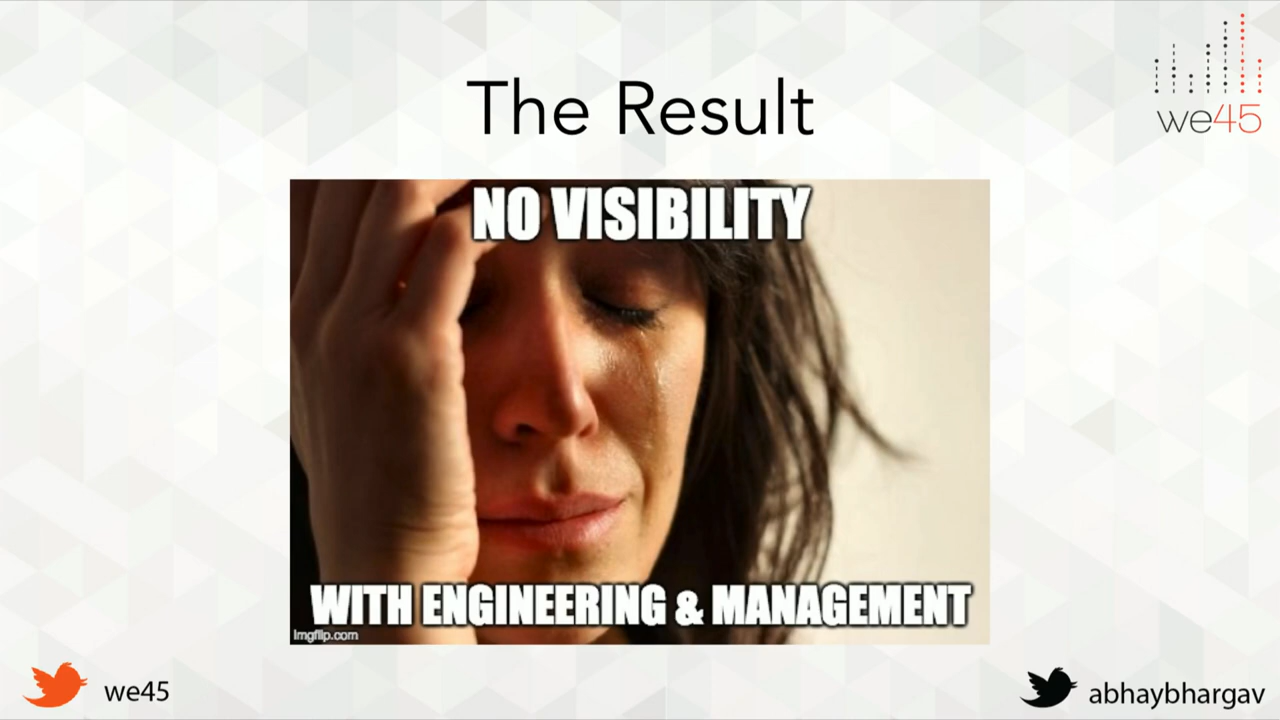 The Result
we45
NO VISIBILITY
WITH ENGINEERING & MANAGEMENT
imgflip.com
we45
abhaybhargav